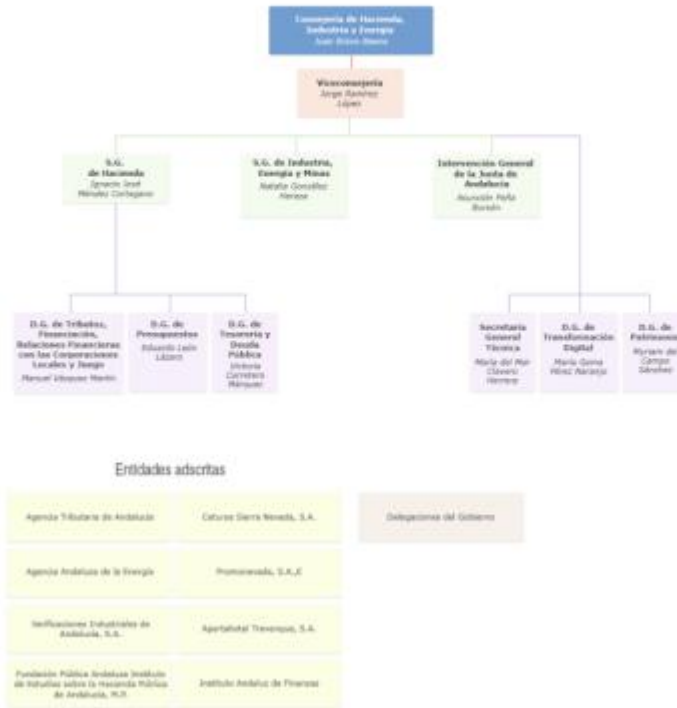 Consejería de Hacienda,
Industria y Energía
Juan Bravo Baena
Viceconsejería
Jorge Ramírez
López
S.G.
de Hacienda
Ignacio José
Méndez Cortegano
S.G. de Industria,
Energía y Minas
Natalia González
Intervención General
de la Junta de
Andalucía
Asunción Peña
Bursón
D.G. de Tributos,
Financiación,
Relaciones Financieras
con las Corporaciones
Locales y Juego
Manuel Vázquez Martín
D.G. de
Presupuestos
Eduardo León
Lázaro
D.G. de
Tesorería y
Deuda
Pública
Victoria
Carretero
Márquez
Secretaría
General
Técnica
María del Mar
Clavero
Herrera
D.G. de
Transformación
Digital
María Gema
Pérez Naranjo
D.G. de
Patrimonio
Myriam del
Campo
Sánchez
Entidades adscritas
Agencia Tributaria de Andalucía
Cetursa Sierra Nevada, S.A.
Delegaciones del Gobierno
Agencia Andaluza de la Energía
Promonevada, S.A.,
Verificaciones Industriales de
Andalucía, S.A.
Apartahotel Trevenque, S.A.
Fundación Pública Andaluza Instituto
de Estudios sobre la Hacienda Pública
de Andalucía, M.P.
Instituto Andaluz de Finanzas